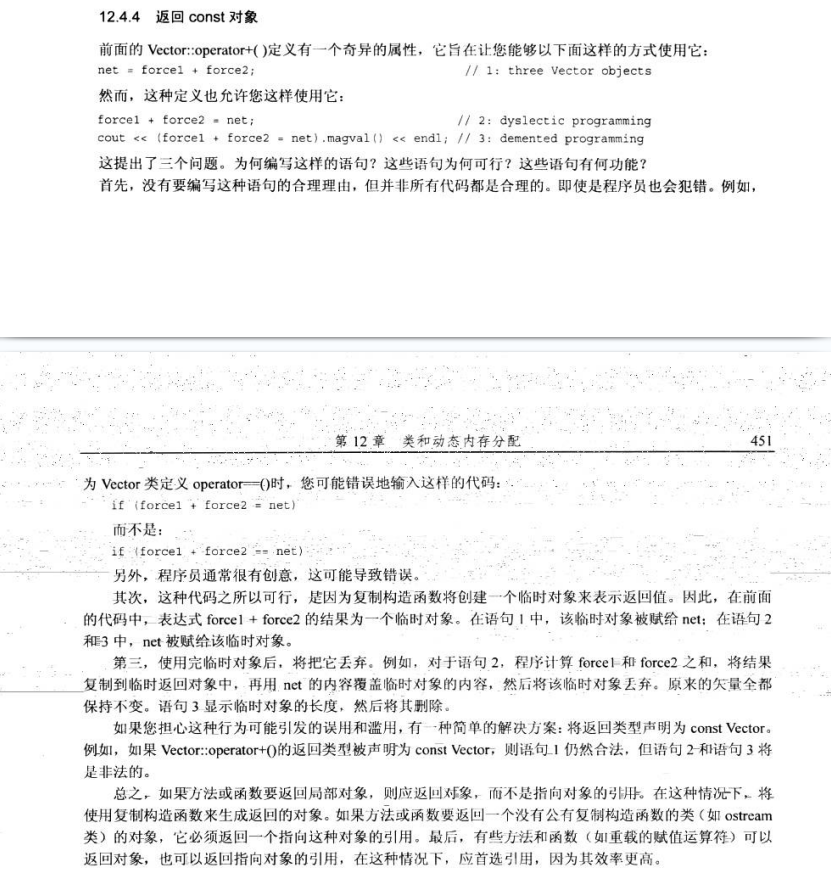 12.4.4 返回 const 对象
前面的 Vector::operator+( )定义有一个奇异的属性，它旨在让您能够以下面这样的方式使用它：
net = force1 + force2; // 1: three Vector objects
然而，这种定义也允许您这样使用它：
force1 + force2 = net; // 2: dyslectic programming
cout << (force1 + force2 = net).magval() << endl; // 3: demented programming
这提出了三个问题。为何编写这样的语句？这些语句为何可行？这些语句有何功能？
首先，没有要编写这种语句的合理理由，但并非所有代码都是合理的。即使是程序员也会犯错。例如，
第 12 章 类和动态内存分配 451
为 Vector 类定义 operator==()时，您可能错误地输入这样的代码：
if (force1 + force2 = net)
而不是：
if (force1 + force2 == net)
另外，程序员通常很有创意，这可能导致错误。
其次，这种代码之所以可行，是因为复制构造函数将创建一个临时对象来表示返回值。因此，在前面
的代码中，表达式 force1 + force2 的结果为一个临时对象。在语句 1 中，该临时对象被赋给 net；在语句 2
和 3 中，net 被赋给该临时对象。
第三，使用完临时对象后，将把它丢弃。例如，对于语句 2，程序计算 force1 和 force2 之和，将结果
复制到临时返回对象中，再用 net 的内容覆盖临时对象的内容，然后将该临时对象丢弃。原来的矢量全都
保持不变。语句 3 显示临时对象的长度，然后将其删除。
如果您担心这种行为可能引发的误用和滥用，有一种简单的解决方案：将返回类型声明为 const Vector。
例如，如果 Vector::operator+()的返回类型被声明为 const Vector，则语句 1 仍然合法，但语句 2 和语句 3 将
是非法的。
总之，如果方法或函数要返回局部对象，则应返回对象，而不是指向对象的引用。在这种情况下，将
使用复制构造函数来生成返回的对象。如果方法或函数要返回一个没有公有复制构造函数的类（如 ostream
类）的对象，它必须返回一个指向这种对象的引用。最后，有些方法和函数（如重载的赋值运算符）可以
返回对象，也可以返回指向对象的引用，在这种情况下，应首选引用，因为其效率更高。